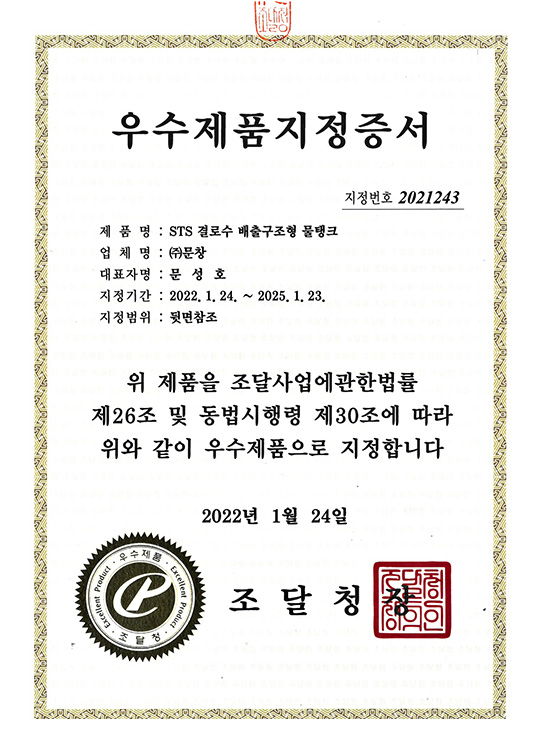 우수제품지정증서
지정번호 2021243
제 품 명 : STS 결로수 배출구조형 물탱크
업 체 명 : ㈜문창
대표자명 : 문 성 호
지정기간 : 2022. 1. 24. ~ 2025. 1. 23.
지정범위 : 뒷면참조
위 제품을 조달사업에관한법률
제26조 및 동법시행령 제30조에 따라
위와 같이 우수제품으로 지정합니다
2022년 1월 24일
· 우수제품 ·
Excellent Product
Excellent Product
· 조달청 ·
조 달 청 장